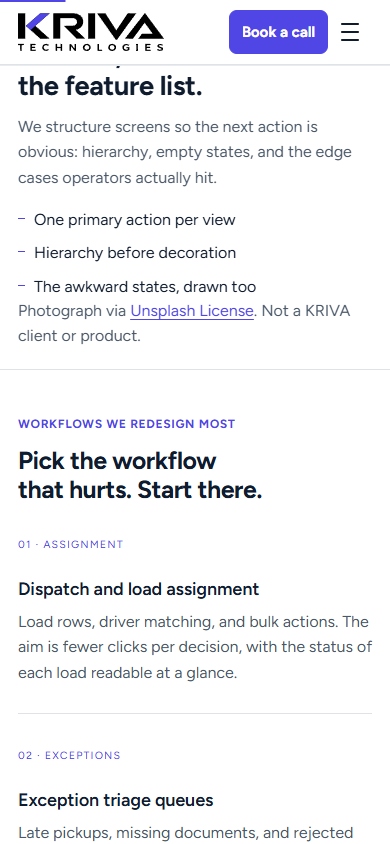 KRIVA
TECHNOLOGIES
Book a call
the feature list.
We structure screens so the next action is
obvious: hierarchy, empty states, and the edge
cases operators actually hit.
One primary action per view
Hierarchy before decoration
The awkward states, drawn too
Photograph via Unsplash License. Not a KRIVA
client or product.
WORKFLOWS WE REDESIGN MOST
Pick the workflow
that hurts. Start there.
01 · ASSIGNMENT
Dispatch and load assignment
Load rows, driver matching, and bulk actions. The
aim is fewer clicks per decision, with the status of
each load readable at a glance.
02 · EXCEPTIONS
Exception triage queues
Late pickups, missing documents, and rejected